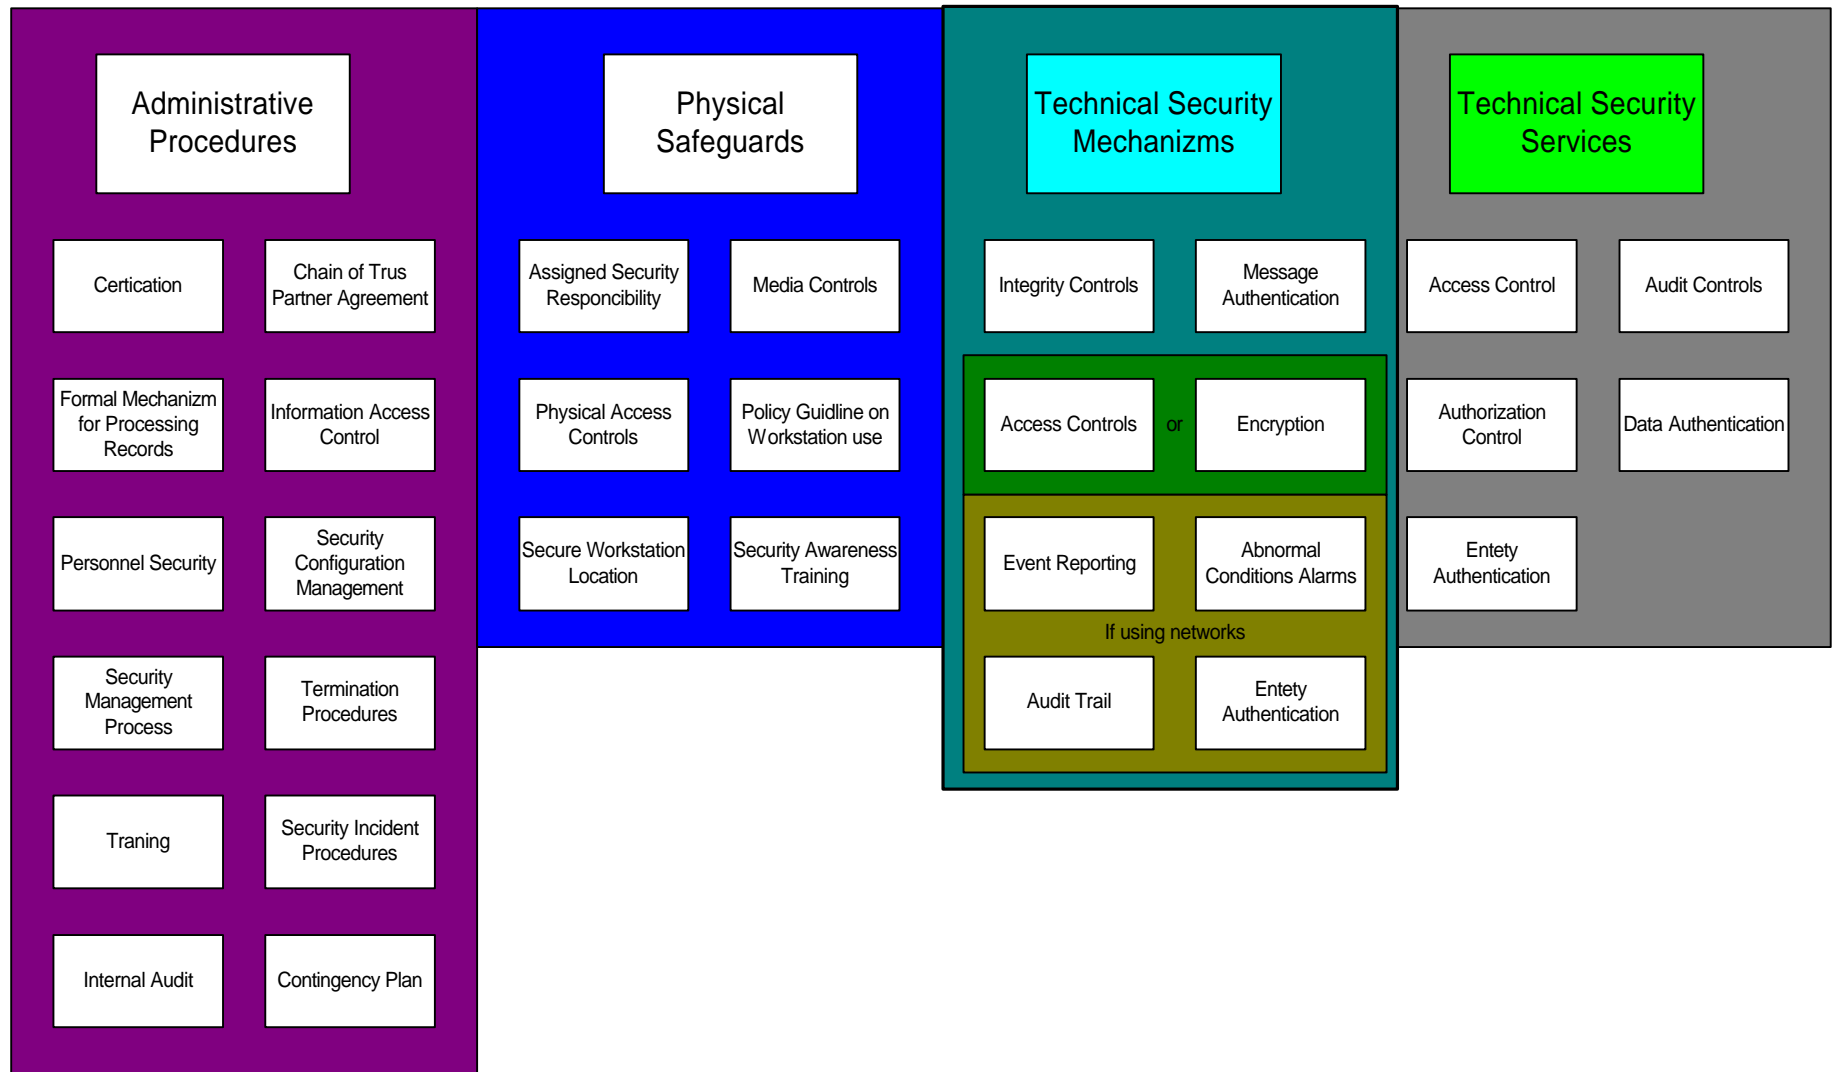 Administrative
Procedures
Physical
Safeguards
Technical Security
Mechanizms
Technical Security
Services
Certication
Chain of Trus
Partner Agreement
Formal Mechanizm
for Processing
Records
Information Access
Control
Personnel Security
Security
Configuration
Management
Security
Management
Process
Termination
Procedures
Traning
Security Incident
Procedures
Internal Audit
Contingency Plan
Assigned Security
Responcibility
Media Controls
Physical Access
Controls
Policy Guidline on
Workstation use
Secure Workstation
Location
Security Awareness
Training
Integrity Controls
Message
Authentication
Access Controls
or
Encryption
Event Reporting
Abnormal
Conditions Alarms
If using networks
Audit Trail
Entety
Authentication
Access Control
Audit Controls
Authorization
Control
Data Authentication
Entety
Authentication